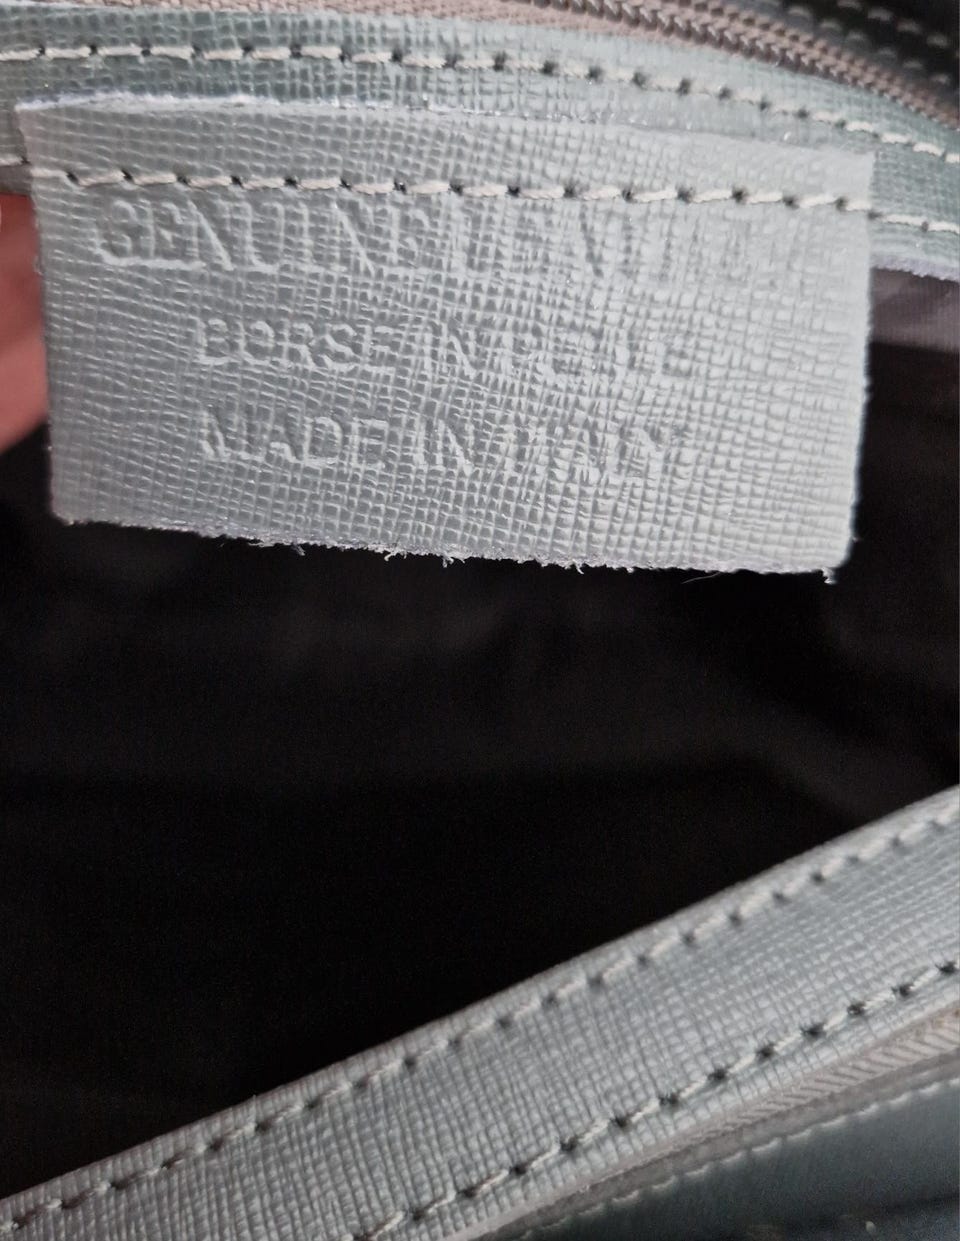 GENUINE LEATHER
BORSE IN PELLE
MADE IN ITALY